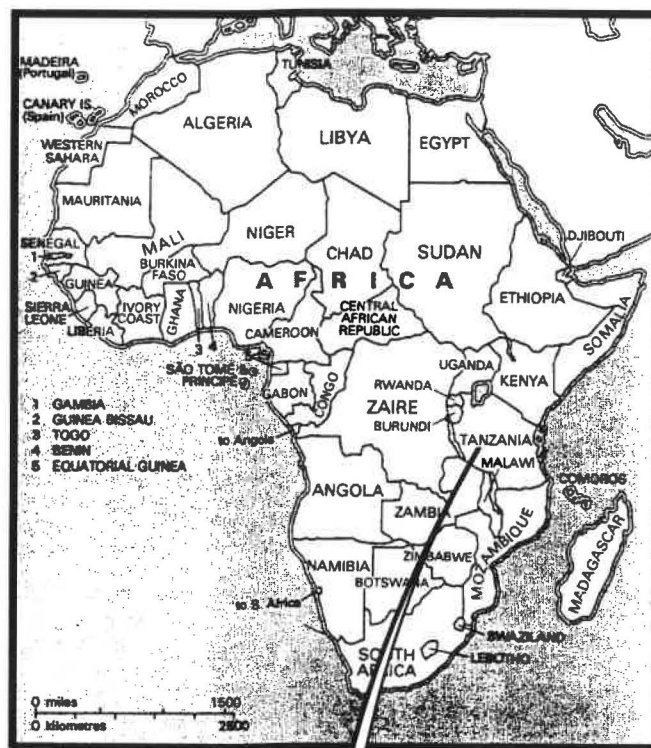 MADEIRA
(Portugal)
CANARY IS.
(Spain)
MOROCCO
TUNISIA
ALGERIA
LIBYA
EGYPT
WESTERN
SAHARA
MAURITANIA
MALI
NIGER
CHAD
SUDAN
DJIBOUTI
SENEGAL
1
2
GUINEA
BURKINA
FASO
AFRICA
SIERRA
LEONE
LIBERIA
IVORY
COAST
GHANA
3
4
NIGERIA
CAMEROON
CENTRAL
AFRICAN
REPUBLIC
ETHIOPIA
SOMALIA
SÃO TOMÉ &
PRINCIPE
5
GABON
CONGO
ZAIRE
UGANDA
KENYA
RWANDA
BURUNDI
TANZANIA
MALAWI
to Angola
1 GAMBIA
2 GUINEA BISSAU
3 TOGO
4 BENIN
5 EQUATORIAL GUINEA
ANGOLA
ZAMBIA
COMOROS
MOZAMBIQUE
MADAGASCAR
ZIMBABWE
NAMIBIA
BOTSWANA
to S. Africa
SWAZILAND
LESOTHO
SOUTH
AFRICA
0 miles 1500
0 kilometres 2500